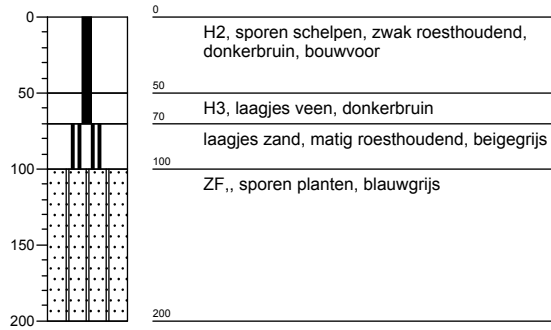 0
0
H2, sporen schelpen, zwak roesthoudend,
donkerbruin, bouwvoor
50
50
H3, laagjes veen, donkerbruin
70
laagjes zand, matig roesthoudend, beigegrijs
100
100
ZF,, sporen planten, blauwgrijs
150
200
200